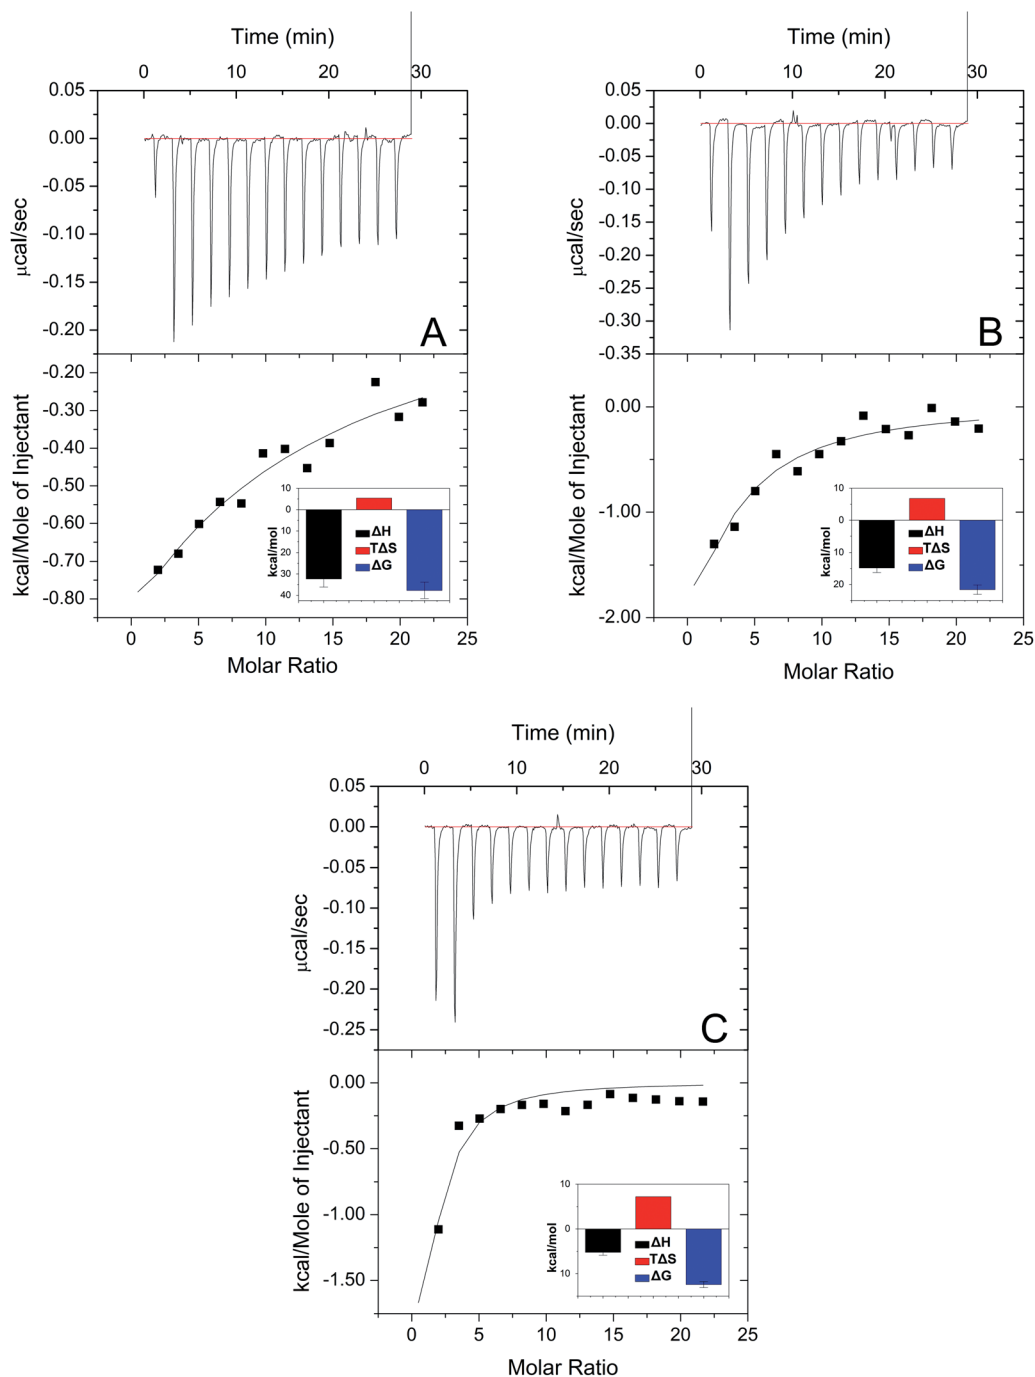 Time (min)
0 10 20 30
0.05
0.00
-0.05
-0.10
-0.15
-0.20
µcal/sec
A
-0.20
-0.30
-0.40
-0.50
-0.60
-0.70
-0.80
kcal/Mole of Injectant
10
0
10
20
30
40
kcal/mol
ΔH
TΔS
ΔG
0 5 10 15 20 25
Molar Ratio
Time (min)
0 10 20 30
0.05
0.00
-0.05
-0.10
-0.15
-0.20
-0.25
-0.30
-0.35
µcal/sec
B
0.00
-1.00
-2.00
kcal/Mole of Injectant
10
0
10
20
kcal/mol
ΔH
TΔS
ΔG
0 5 10 15 20 25
Molar Ratio
Time (min)
0 10 20 30
0.05
0.00
-0.05
-0.10
-0.15
-0.20
-0.25
µcal/sec
C
0.00
-0.50
-1.00
-1.50
kcal/Mole of Injectant
10
0
10
kcal/mol
ΔH
TΔS
ΔG
0 5 10 15 20 25
Molar Ratio